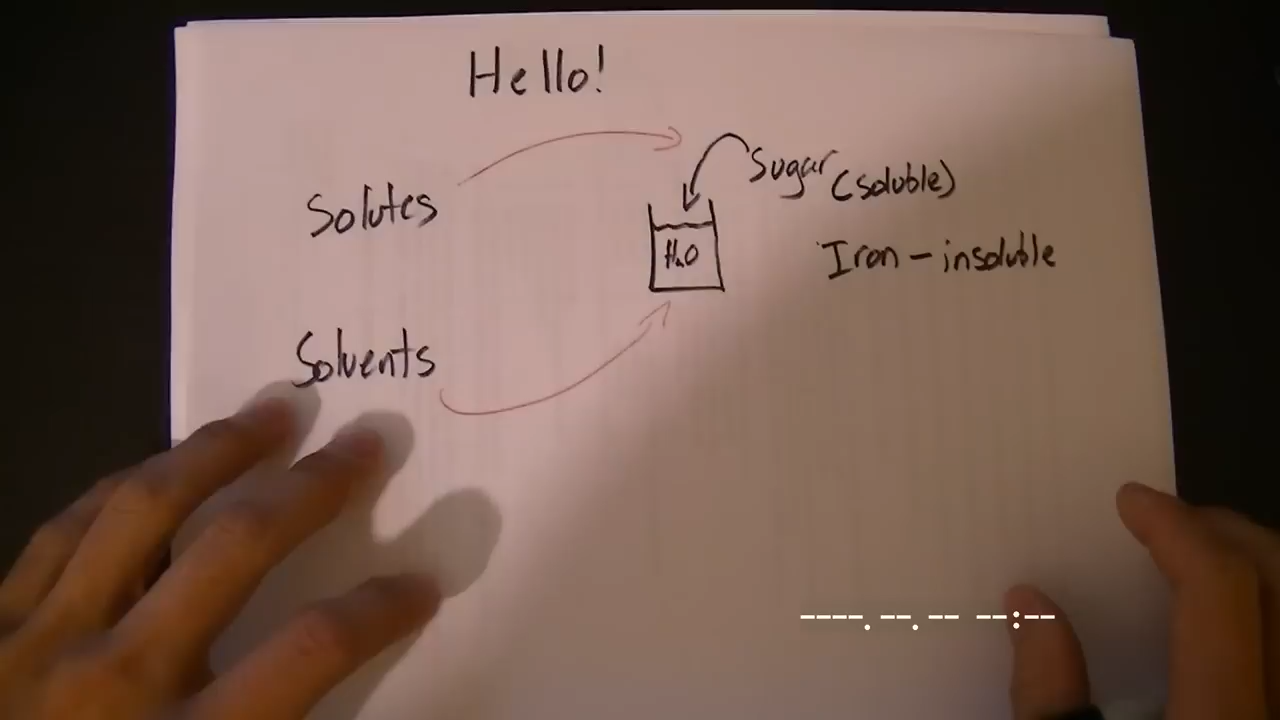 Hello!
Solutes
Sugar (soluble)
H2O
Iron - insoluble
Solvents
----.--.-- --:--